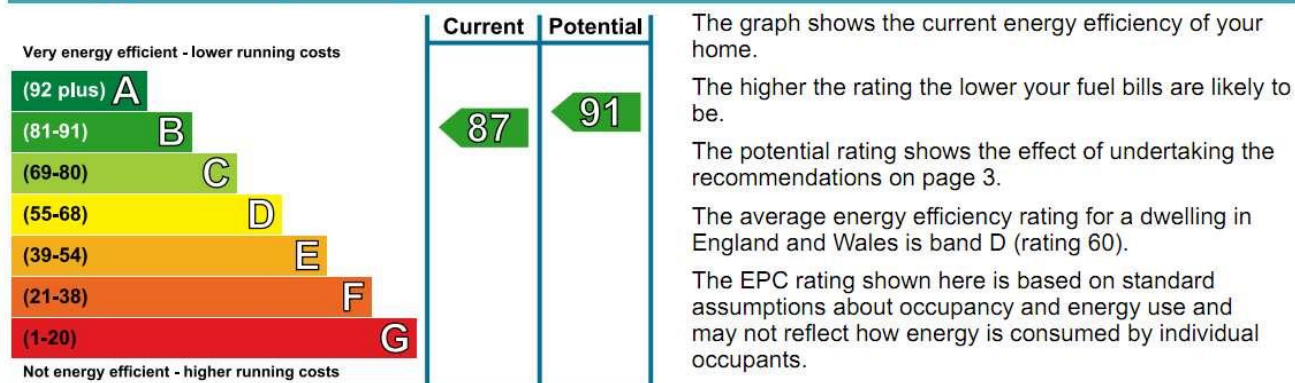 Current Potential
Very energy efficient - lower running costs
(92 plus) A
(81-91) B
(69-80) C
(55-68) D
(39-54) E
(21-38) F
(1-20) G
Not energy efficient - higher running costs
87
91
The graph shows the current energy efficiency of your
home.
The higher the rating the lower your fuel bills are likely to
be.
The potential rating shows the effect of undertaking the
recommendations on page 3.
The average energy efficiency rating for a dwelling in
England and Wales is band D (rating 60).
The EPC rating shown here is based on standard
assumptions about occupancy and energy use and
may not reflect how energy is consumed by individual
occupants.